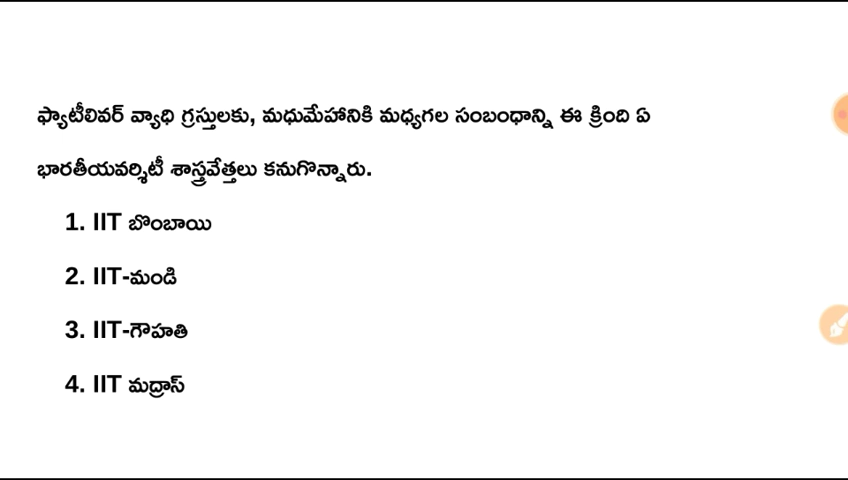 ఫ్యాటీలివర్ వ్యాధి గ్రస్తులకు, మధుమేహానికి మధ్యగల సంబంధాన్ని ఈ క్రింది ఏ
భారతీయవర్శిటీ శాస్త్రవేత్తలు కనుగొన్నారు.
1. IIT బొంబాయి
2. IIT-మండి
3. IIT-గౌహతి
4. IIT మద్రాస్